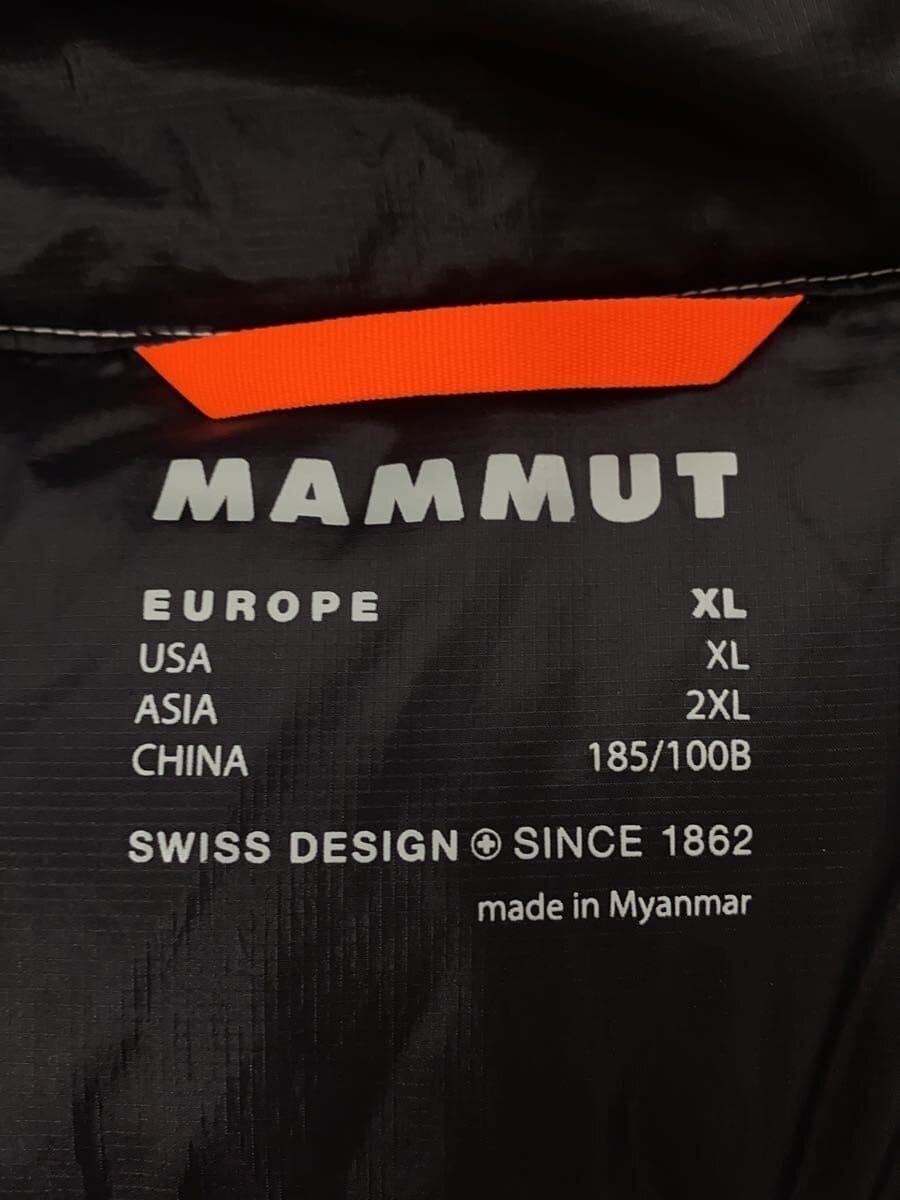 MAMMUT
EUROPE XL
USA XL
ASIA 2XL
CHINA 185/100B
SWISS DESIGN SINCE 1862
made in Myanmar